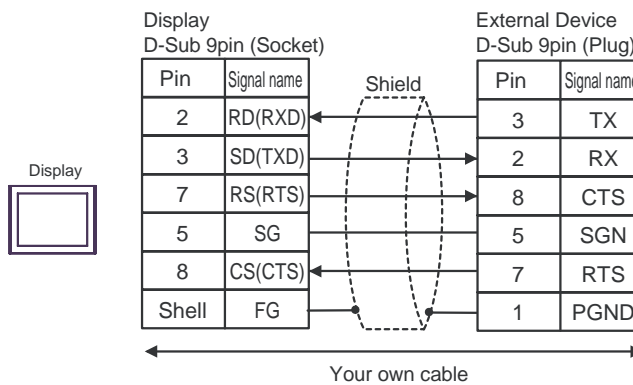 Display
D-Sub 9pin (Socket)
External Device
D-Sub 9pin (Plug)
Pin Signal name Shield Pin Signal name
2 RD(RXD) 3 TX
3 SD(TXD) 2 RX
Display
7 RS(RTS) 8 CTS
5 SG 5 SGN
8 CS(CTS) 7 RTS
Shell FG 1 PGND
Your own cable